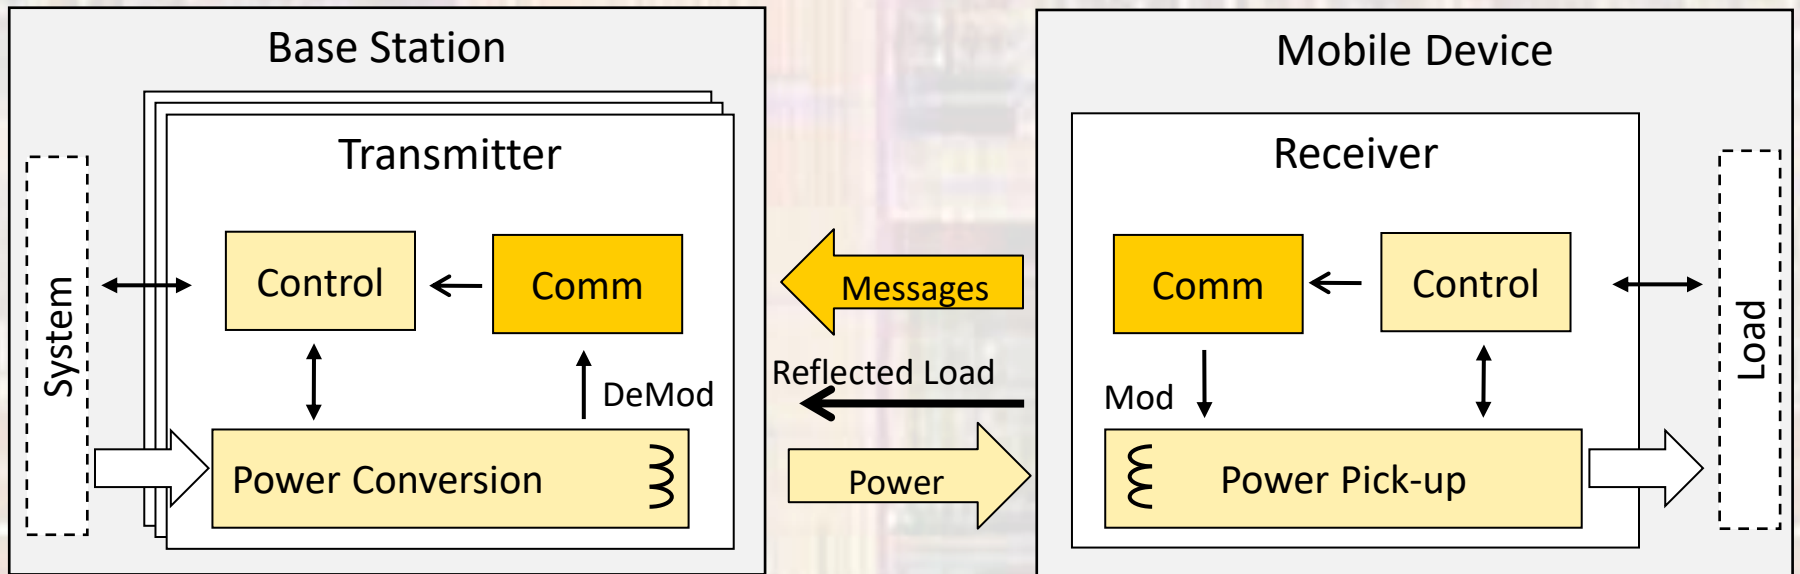 Base Station
Transmitter
System
Control
Comm
DeMod
Power Conversion
Messages
Reflected Load
Power
Mobile Device
Receiver
Comm
Control
Mod
Power Pick-up
Load